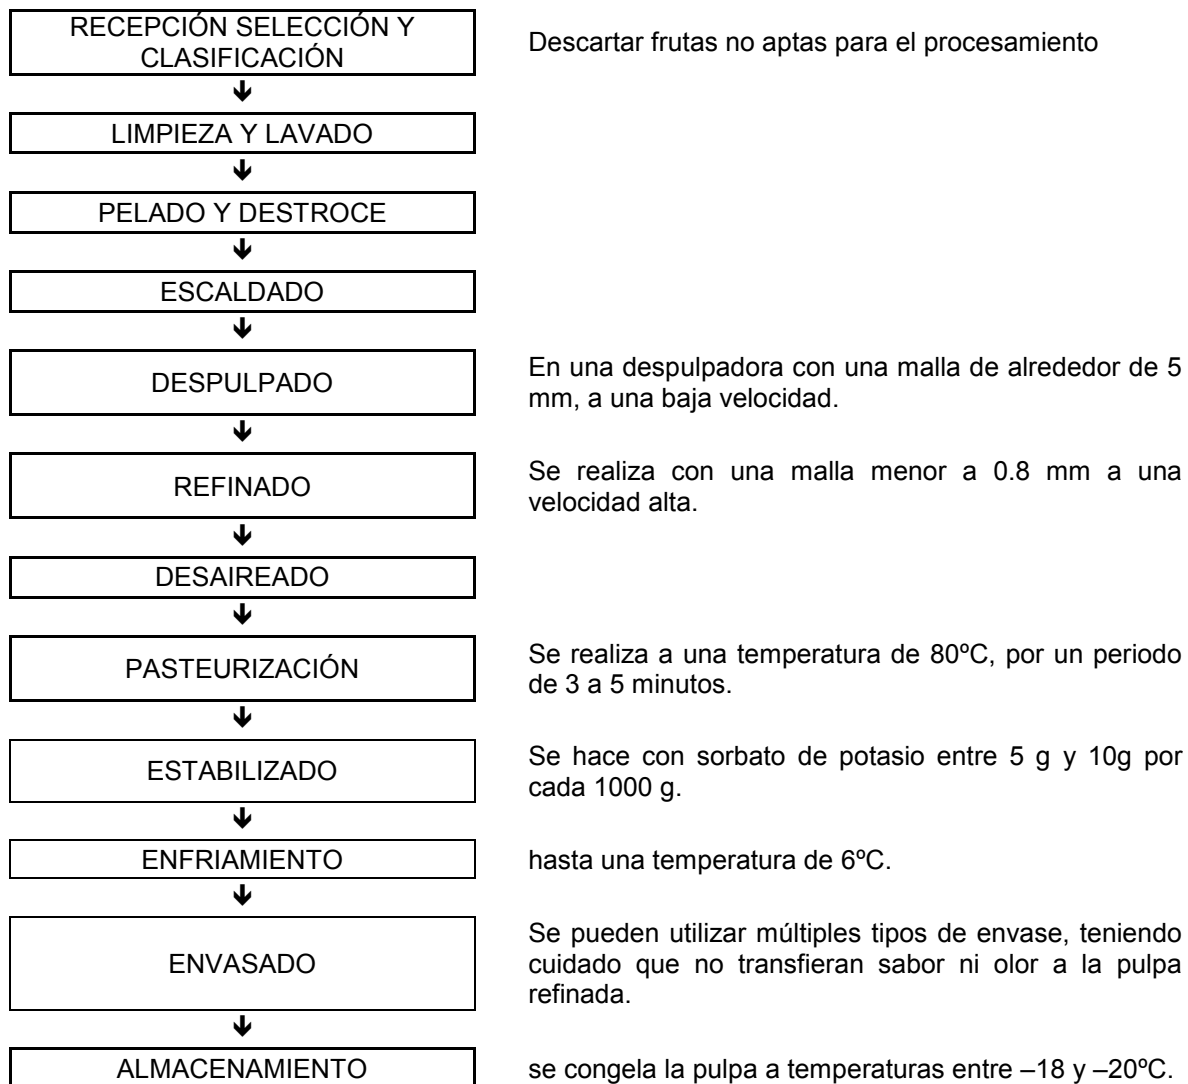 RECEPCIÓN SELECCIÓN Y
CLASIFICACIÓN
Descartar frutas no aptas para el procesamiento
LIMPIEZA Y LAVADO
PELADO Y DESTROCE
ESCALDADO
DESPULPADO
En una despulpadora con una malla de alrededor de 5
mm, a una baja velocidad.
REFINADO
Se realiza con una malla menor a 0.8 mm a una
velocidad alta.
DESAIREADO
PASTEURIZACIÓN
Se realiza a una temperatura de 80ºC, por un periodo
de 3 a 5 minutos.
ESTABILIZADO
Se hace con sorbato de potasio entre 5 g y 10g por
cada 1000 g.
ENFRIAMIENTO
hasta una temperatura de 6ºC.
ENVASADO
Se pueden utilizar múltiples tipos de envase, teniendo
cuidado que no transfieran sabor ni olor a la pulpa
refinada.
ALMACENAMIENTO
se congela la pulpa a temperaturas entre –18 y –20ºC.